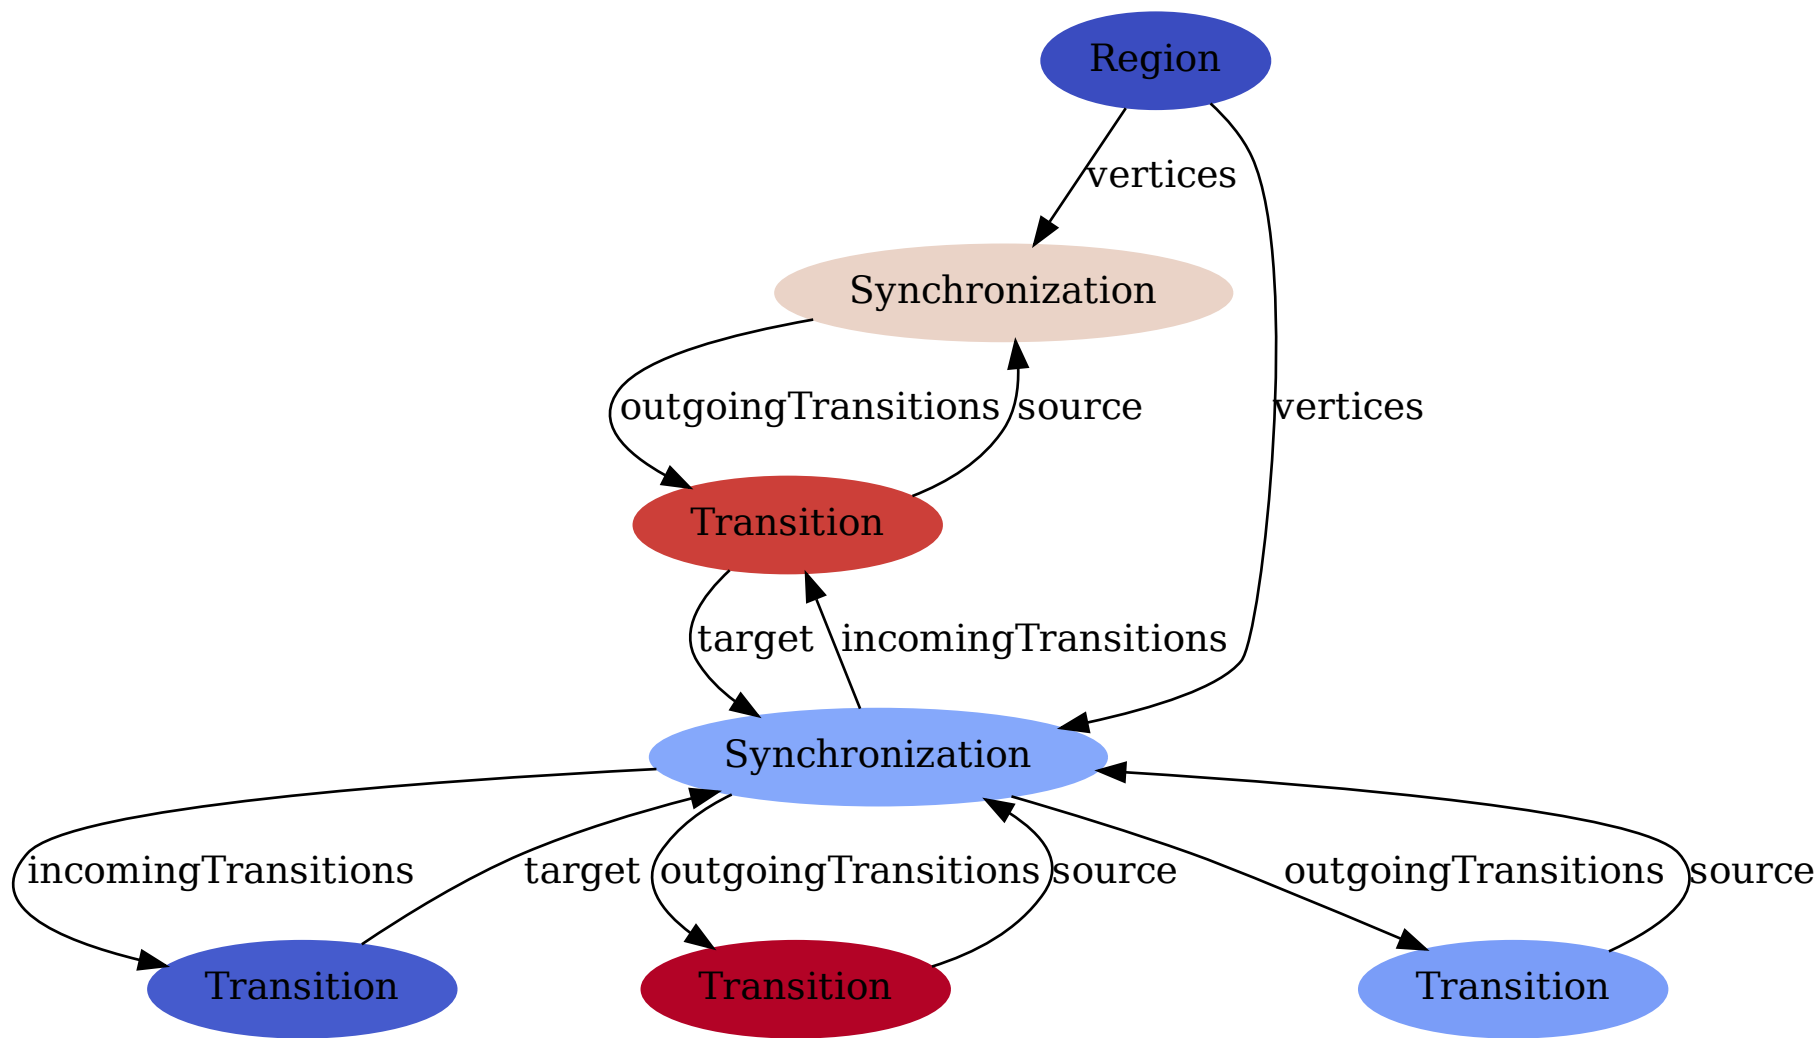 Region
vertices
Synchronization
outgoingTransitions
source
vertices
Transition
target
incomingTransitions
Synchronization
incomingTransitions
target
outgoingTransitions
source
outgoingTransitions
source
Transition
Transition
Transition